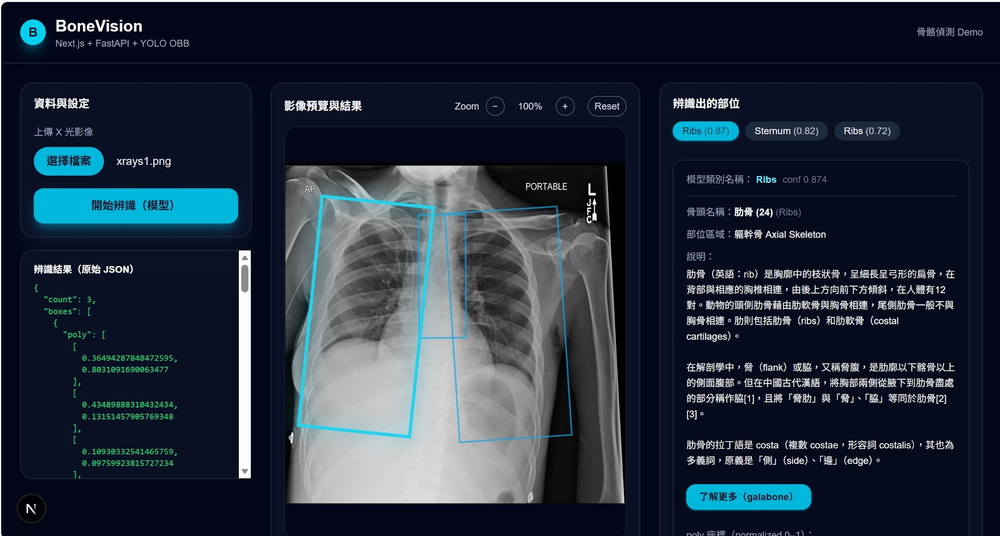 B
BoneVision
Next.js + FastAPI + YOLO OBB
骨骼偵測 Demo
資料與設定
上傳 X 光影像
選擇檔案
xrays1.png
開始辨識（模型）
辨識結果（原始 JSON）
{
"count": 3,
"boxes": [
{
"poly": [
[
0.36494287848472595,
0.8031091690063477
],
[
0.43489888310432434,
0.13151457905769348
],
[
0.10930332541465759,
0.09759923815727234
],
N
影像預覽與結果
Zoom
−
100%
+
Reset
AP
PORTABLE
L
J
F
C
辨識出的部位
Ribs (0.87)
Sternum (0.82)
Ribs (0.72)
模型類別名稱： Ribs conf 0.874
骨頭名稱：肋骨 (24) (Ribs)
部位區域：軀幹骨 Axial Skeleton
說明：
肋骨（英語：rib）是胸廓中的枝狀骨，呈細長呈弓形的扁骨，在
背部與相應的胸椎相連，由後上方向前下方傾斜，在人體有12
對。動物的頭側肋骨藉由肋軟骨與胸骨相連，尾側肋骨一般不與
胸骨相連。肋則包括肋骨（ribs）和肋軟骨（costal
cartilages）。
在解剖學中，脅（flank）或脇，又稱脅腹，是肋廓以下髂骨以上
的側面腹部。但在中國古代漢語，將胸部兩側從腋下到肋骨盡處
的部分稱作脇[1]，且將「脅肋」與「脅」、「脇」等同於肋骨[2]
[3]。
肋骨的拉丁語是 costa（複數 costae，形容詞 costalis），其也為
多義詞，原義是「側」（side）、「邊」（edge）。
了解更多（galabone）
poly 座標（normalized 0–1）：